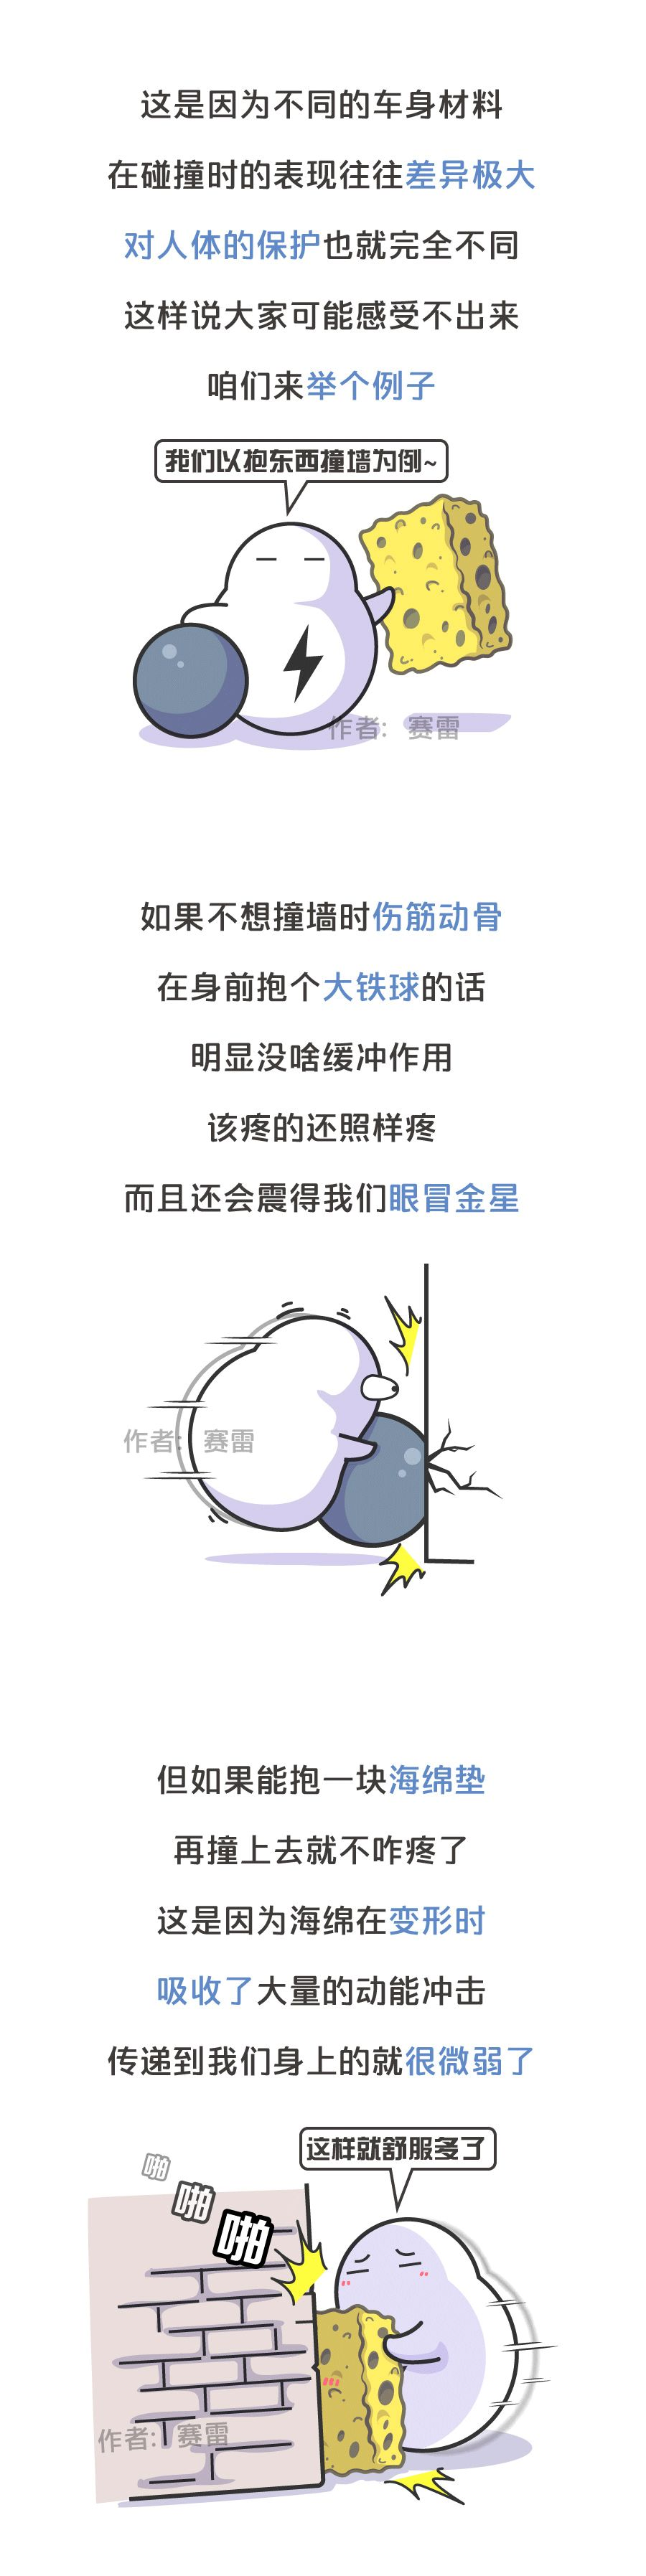 这是因为不同的车身材料
在碰撞时的表现往往差异极大
对人体的保护也就完全不同
这样说大家可能感受不出来
咱们来举个例子
我们以抱东西撞墙为例~
作者：赛雷
如果不想撞墙时伤筋动骨
在身前抱个大铁球的话
明显没啥缓冲作用
该疼的还照样疼
而且还会震得我们眼冒金星
作者：赛雷
但如果能抱一块海绵垫
再撞上去就不咋疼了
这是因为海绵在变形时
吸收了大量的动能冲击
传递到我们身上的就很微弱了
这样就舒服多了
啪
啪
啪
作者：赛雷